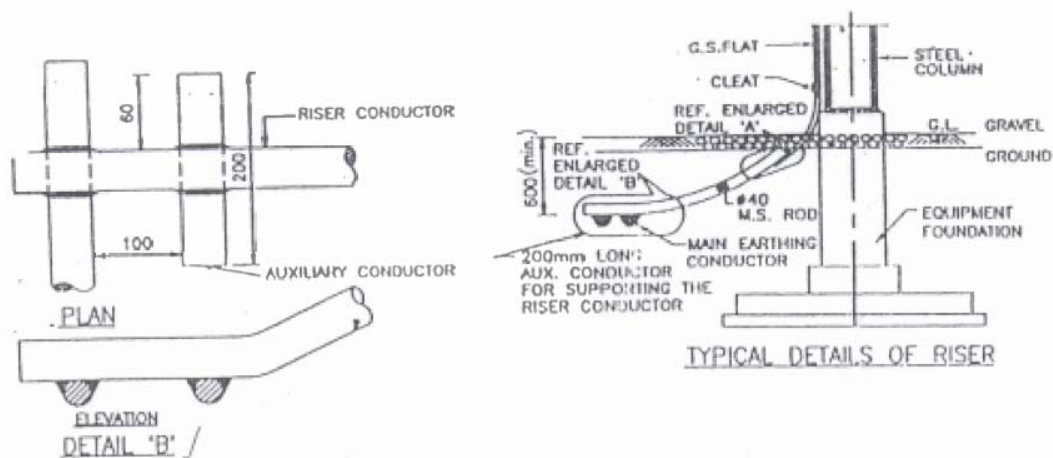 60
200
RISER CONDUCTOR
100
AUXILIARY CONDUCTOR
PLAN
ELEVATION
DETAIL 'B'
G.S.FLAT
CLEAT
STEEL
COLUMN
REF. ENLARGED
DETAIL 'A'
G.L.
GRAVEL
GROUND
REF.
ENLARGED
DETAIL 'B'
600(min.)
ø40
M.S. ROD
MAIN EARTHING
CONDUCTOR
EQUIPMENT
FOUNDATION
200mm LONG
AUX. CONDUCTOR
FOR SUPPORTING THE
RISER CONDUCTOR
TYPICAL DETAILS OF RISER